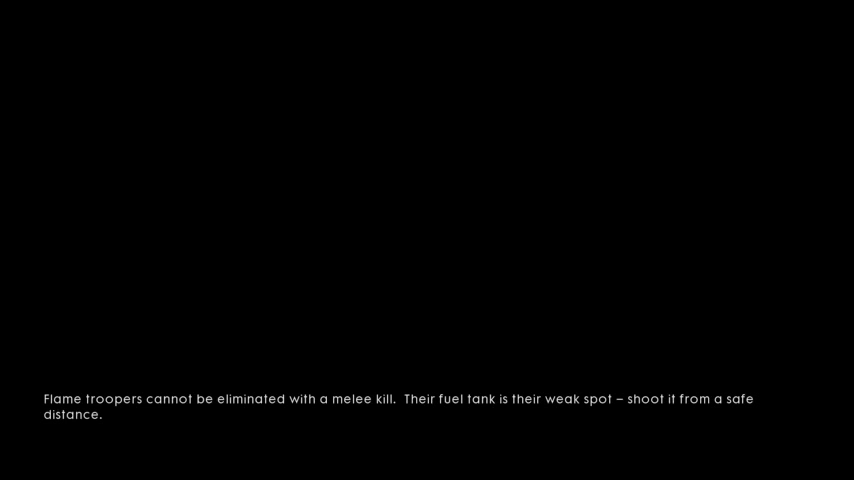 Flame troopers cannot be eliminated with a melee kill.  Their fuel tank is their weak spot – shoot it from a safe
distance.